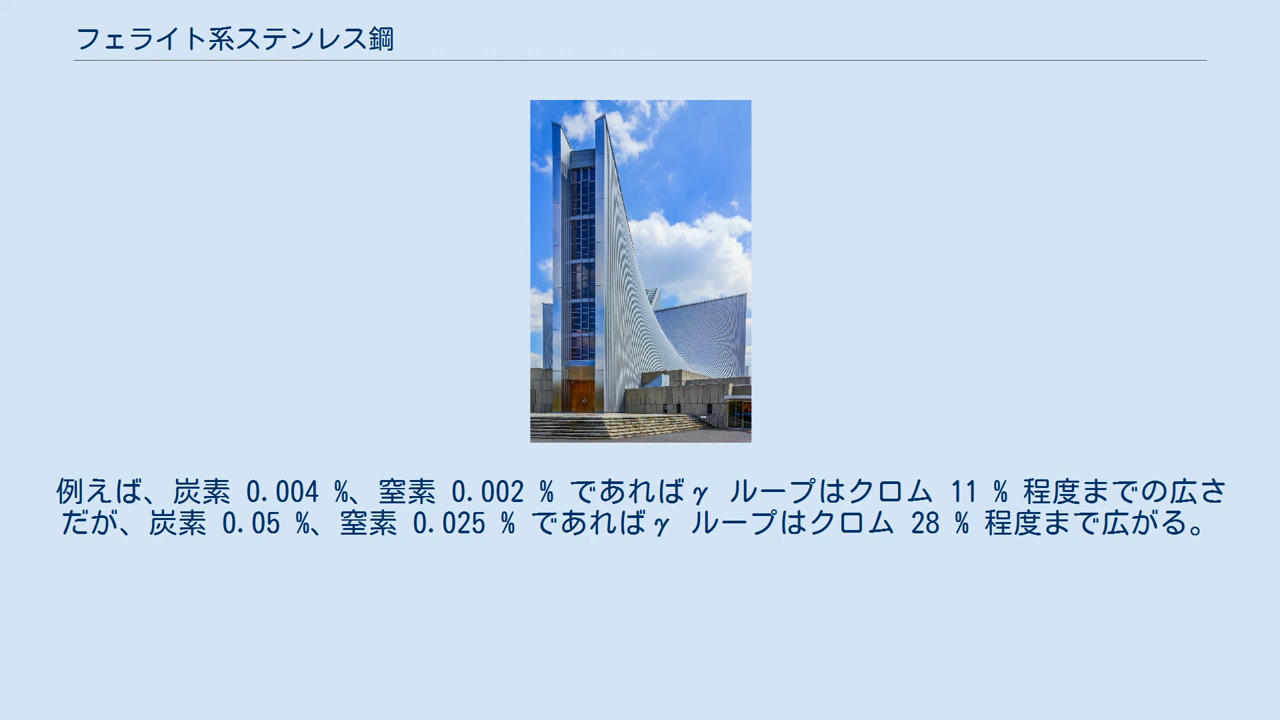 フェライト系ステンレス鋼
例えば、炭素 0.004 %、窒素 0.002 % であればγ ループはクロム 11 % 程度までの広さ
だが、炭素 0.05 %、窒素 0.025 % であればγ ループはクロム 28 % 程度まで広がる。